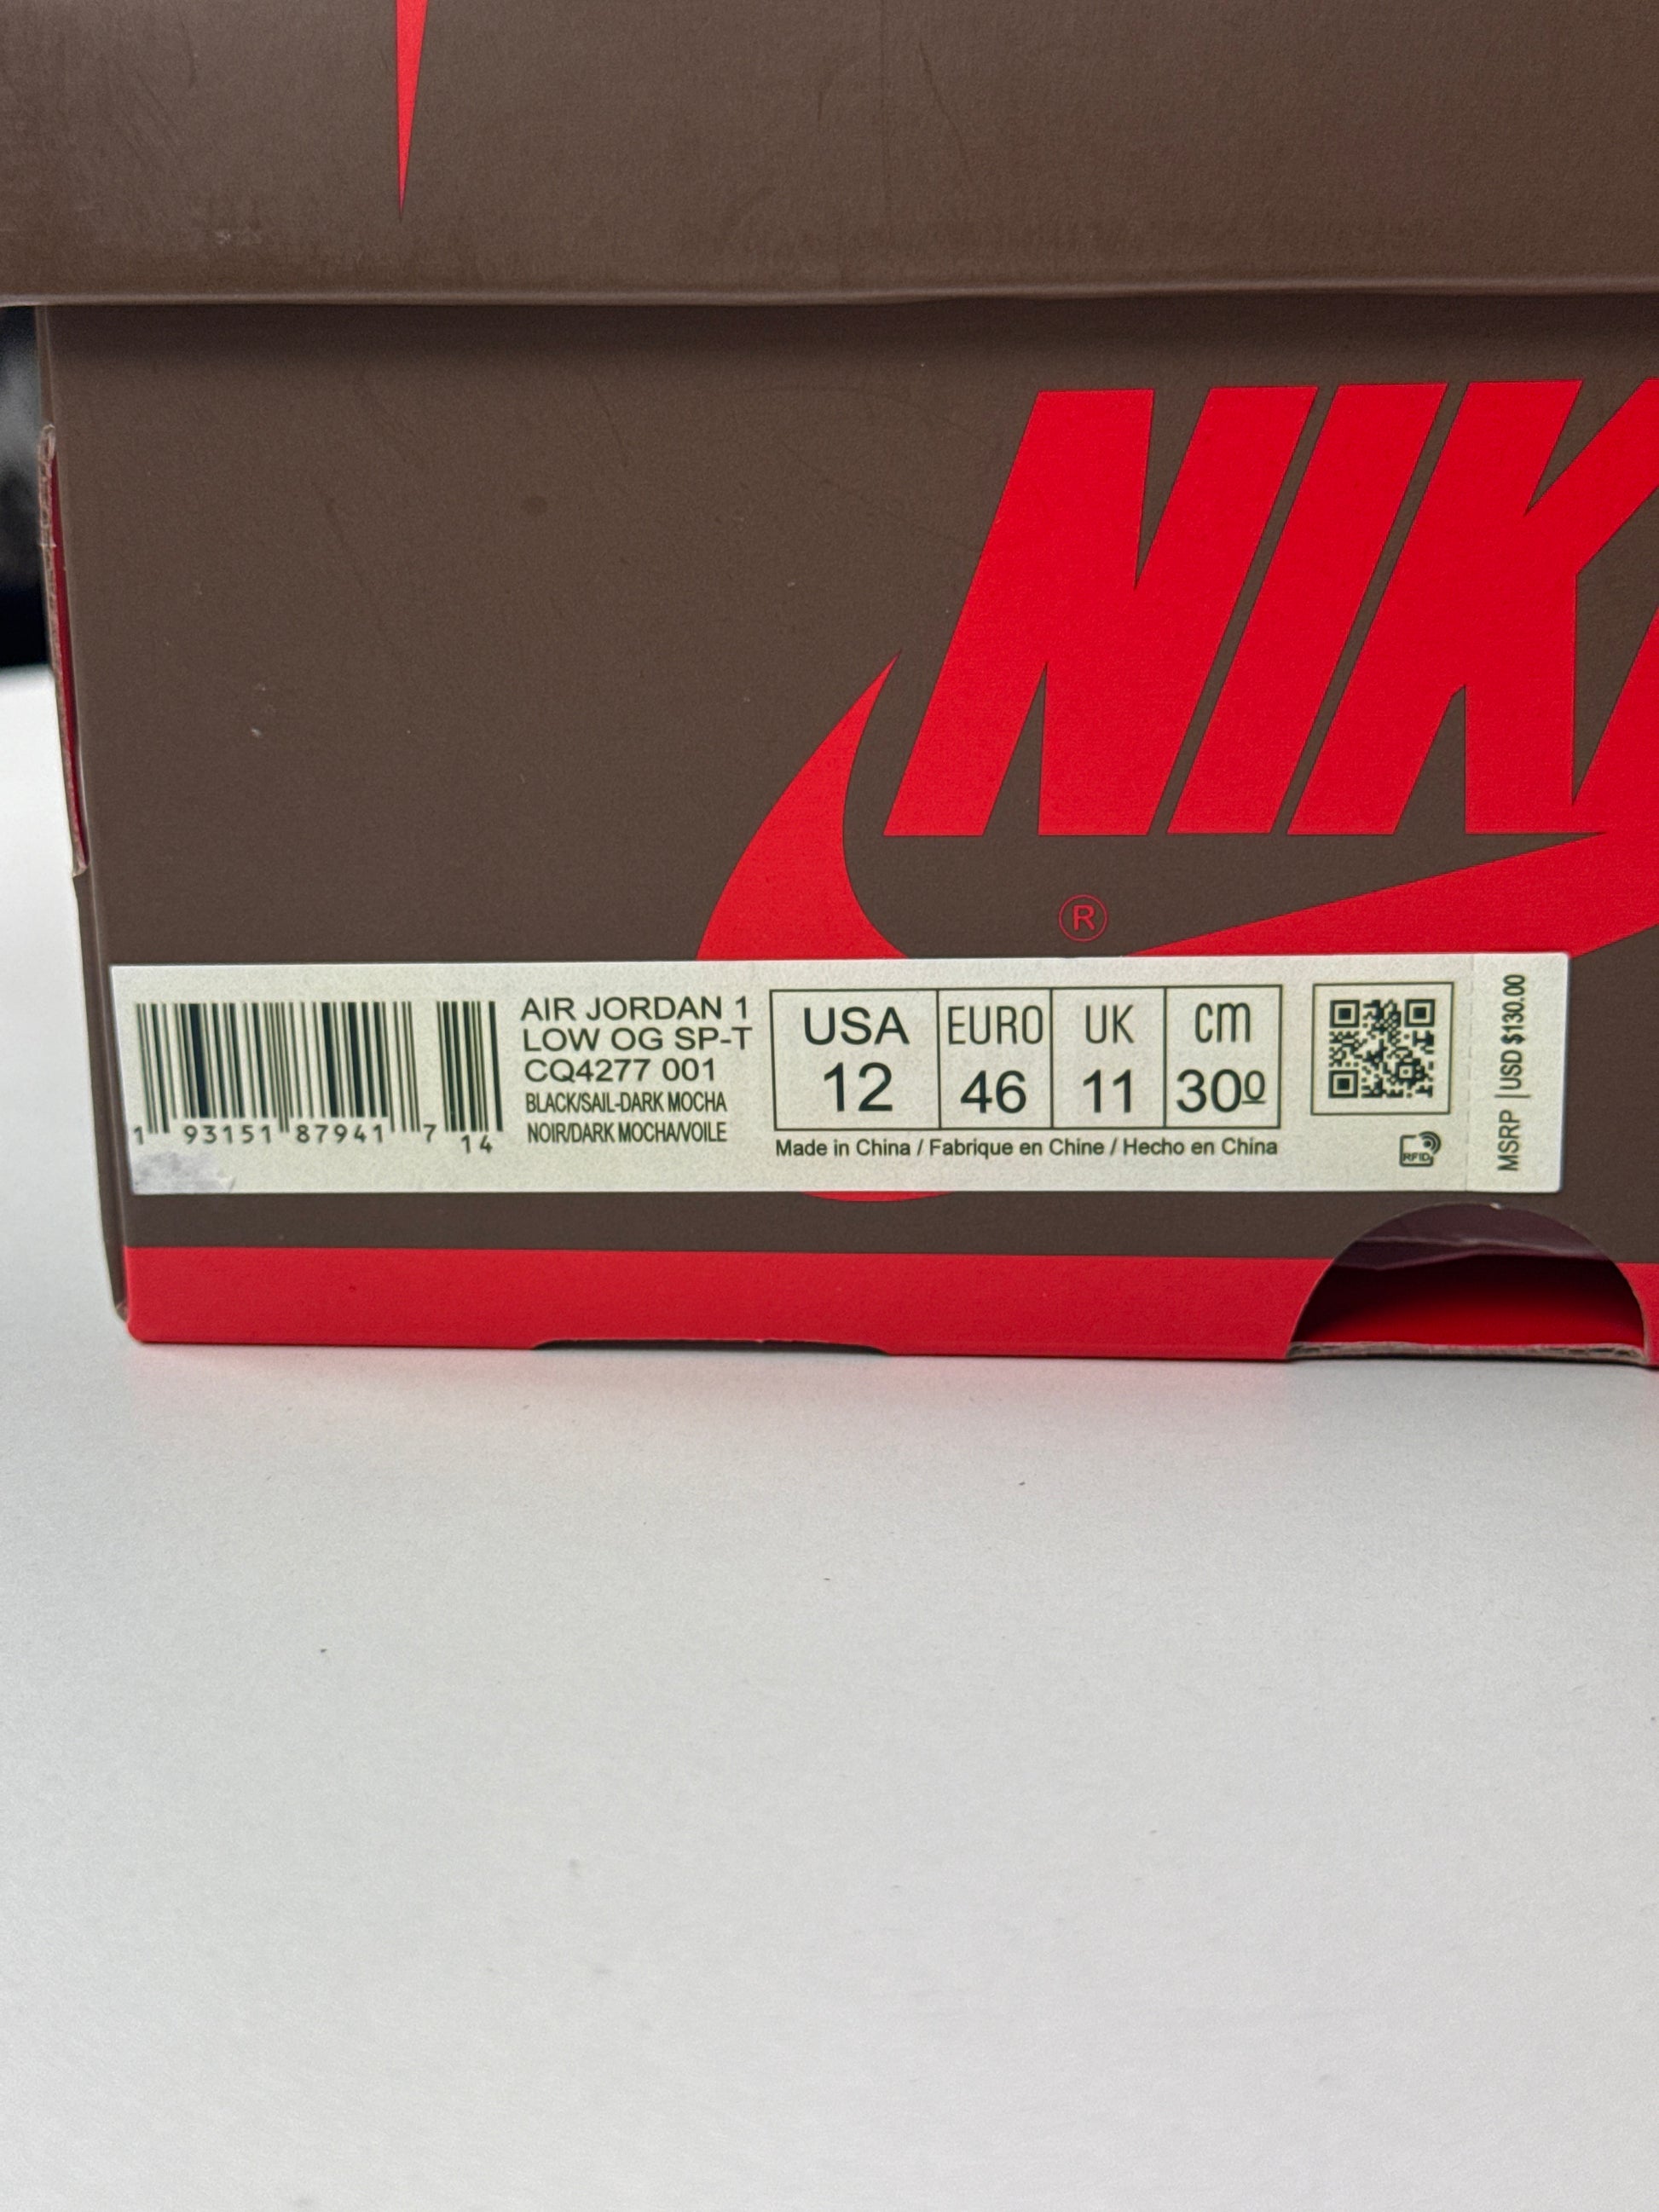 NIK
®
AIR JORDAN 1
LOW OG SP-T
CQ4277 001
BLACK/SAIL-DARK MOCHA
NOIR/DARK MOCHA/VOILE
1 93151 87941 7 14
USA EURO UK cm
12 46 11 300
Made in China / Fabrique en Chine / Hecho en China
RFID
MSRP |USD $130.00